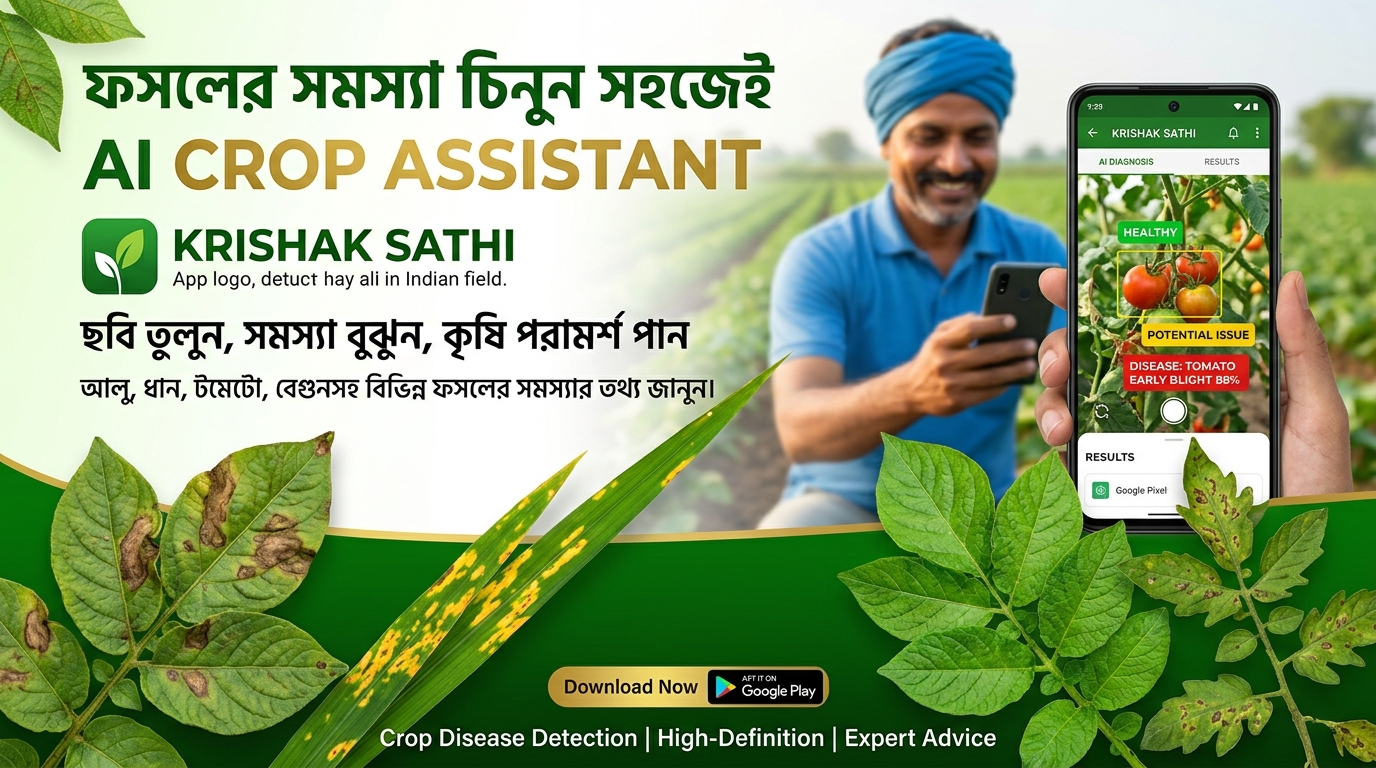 ফসলের সমস্যা চিনুন সহজেই
AI CROP ASSISTANT
KRISHAK SATHI
App logo, detuct hay all in Indian field.
ছবি তুলুন, সমস্যা বুঝুন, কৃষি পরামর্শ পান
আলু, ধান, টমেটো, বেগুনসহ বিভিন্ন ফসলের সমস্যার তথ্য জানুন।
9:29
KRISHAK SATHI
AI DIAGNOSIS
RESULTS
HEALTHY
POTENTIAL ISSUE
DISEASE: TOMATO
EARLY BLIGHT 88%
RESULTS
Google Pixel
Download Now
AFT IT ON
Google Play
Crop Disease Detection | High-Definition | Expert Advice